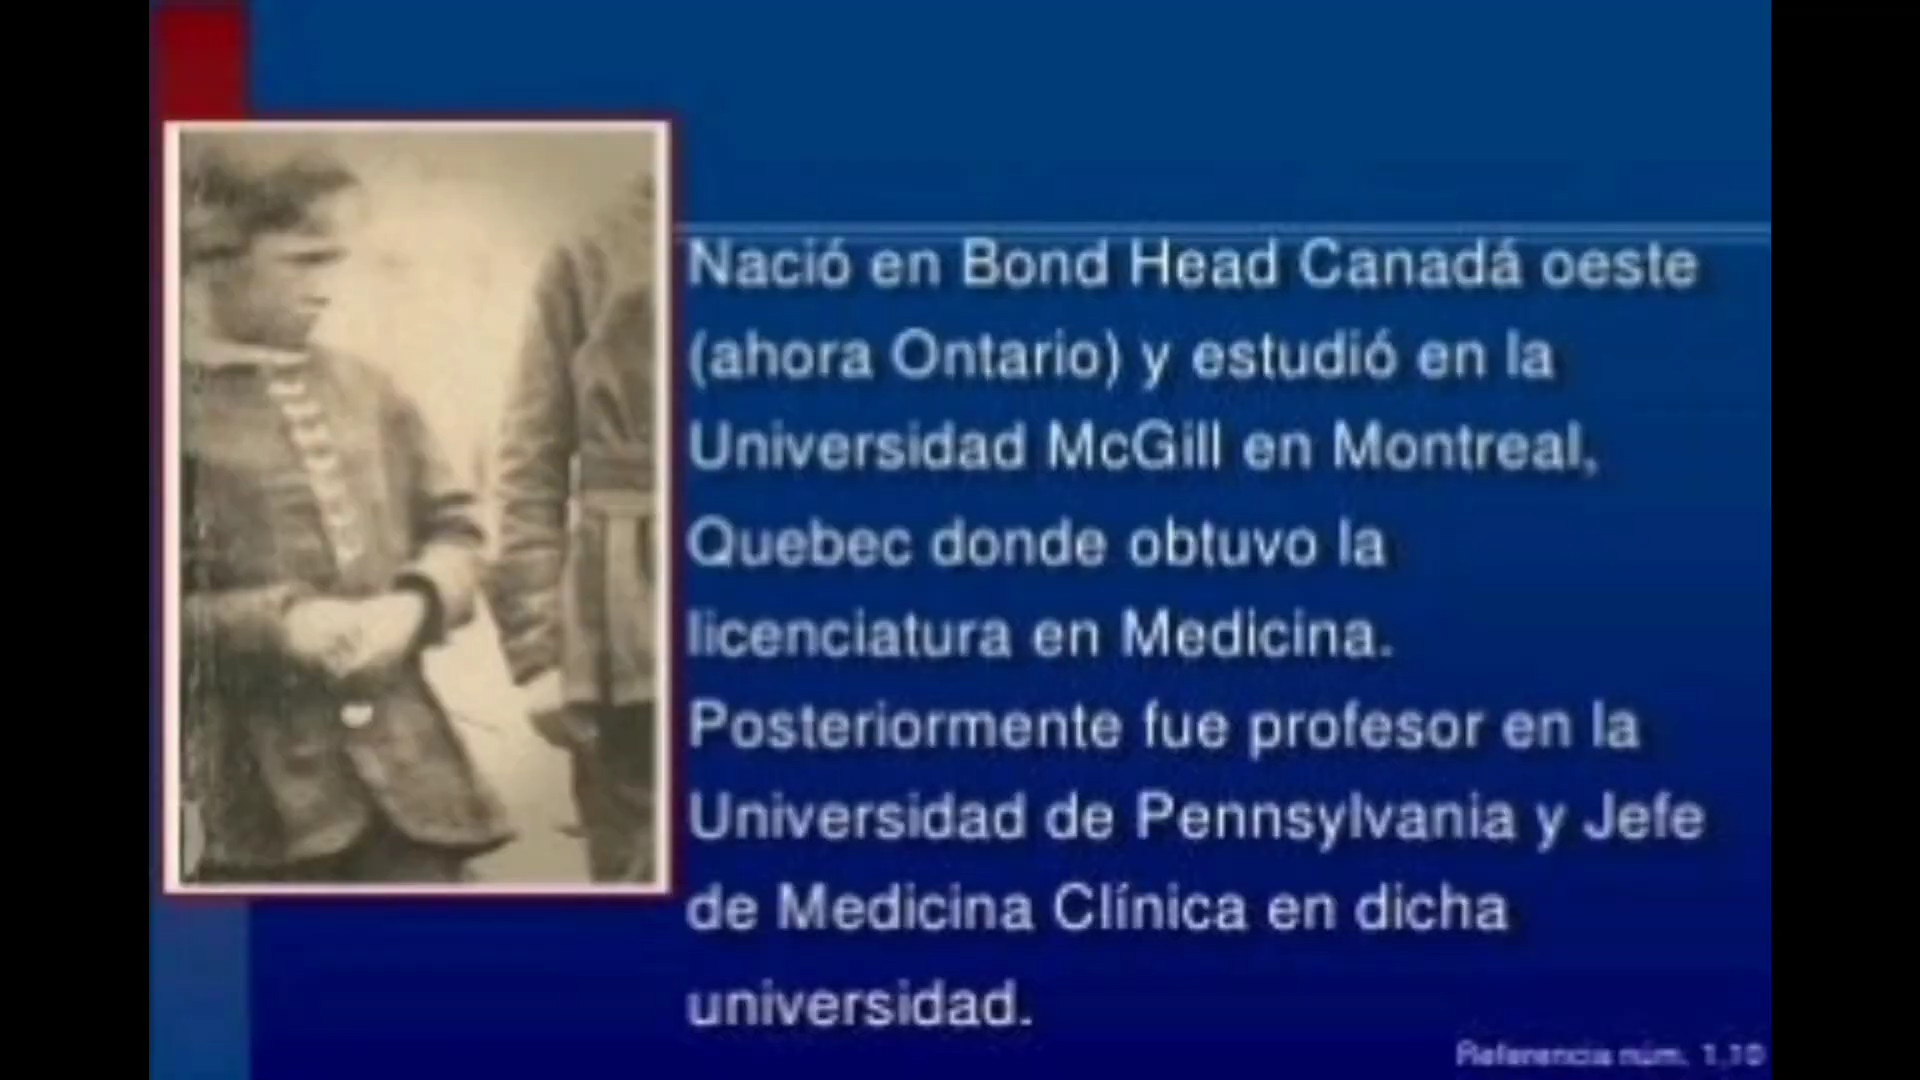 Nació en Bond Head Canadá oeste
(ahora Ontario) y estudió en la
Universidad McGill en Montreal,
Quebec donde obtuvo la
licenciatura en Medicina.
Posteriormente fue profesor en la
Universidad de Pennsylvania y Jefe
de Medicina Clínica en dicha
universidad.
Referencia núm. 1,10